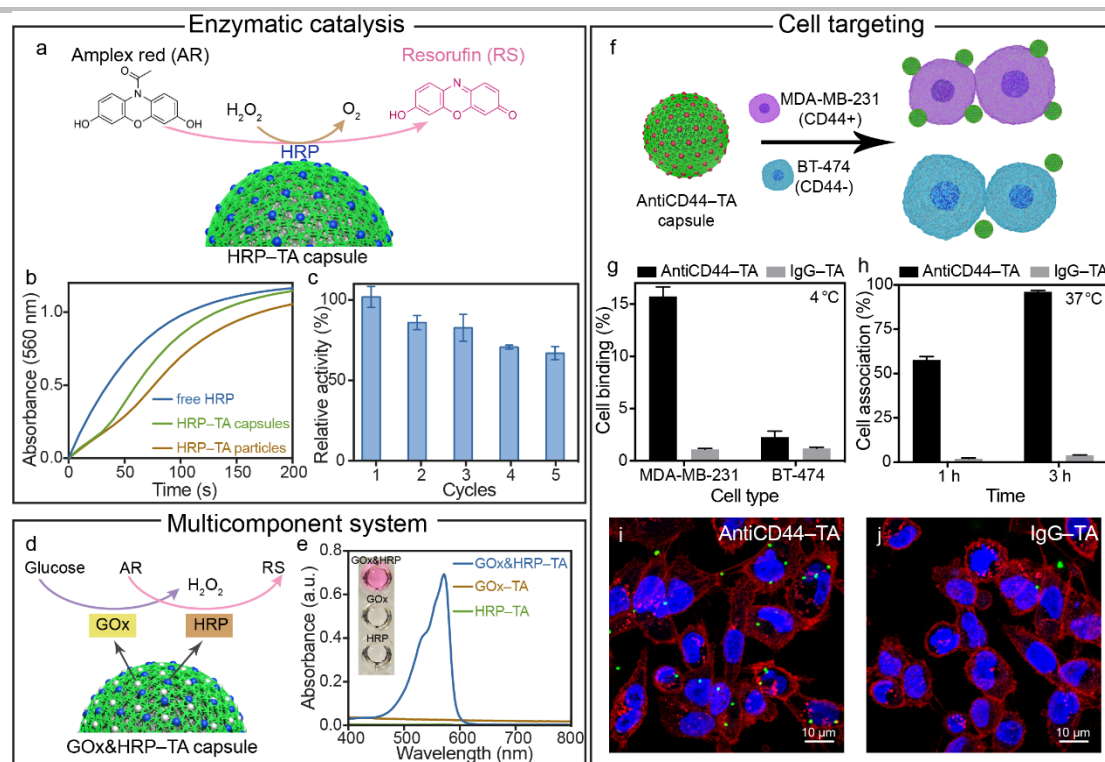 Enzymatic catalysis
a
Amplex red (AR)
Resorufin (RS)
O
N
HO
O
OH
H₂O₂
O₂
N
HO
O
O
HRP
HRP–TA capsule
b
Absorbance (560 nm)
1.0
0.5
0.0
free HRP
HRP–TA capsules
HRP–TA particles
0 50 100 150 200
Time (s)
c
Relative activity (%)
100
50
0
1 2 3 4 5
Cycles
Multicomponent system
d
Glucose
AR
H₂O₂
RS
GOx
HRP
GOx&HRP–TA capsule
e
Absorbance (a.u.)
0.8
0.6
0.4
0.2
0.0
GOx&HRP
GOx
HRP
GOx&HRP–TA
GOx–TA
HRP–TA
400 500 600 700 800
Wavelength (nm)
Cell targeting
f
AntiCD44–TA
capsule
MDA-MB-231
(CD44+)
BT-474
(CD44-)
g
AntiCD44–TA IgG–TA
4 °C
Cell binding (%)
15
10
5
0
MDA-MB-231 BT-474
Cell type
h
AntiCD44–TA IgG–TA
37 °C
Cell association (%)
100
50
0
1 h 3 h
Time
i
AntiCD44–TA
10 µm
j
IgG–TA
10 µm